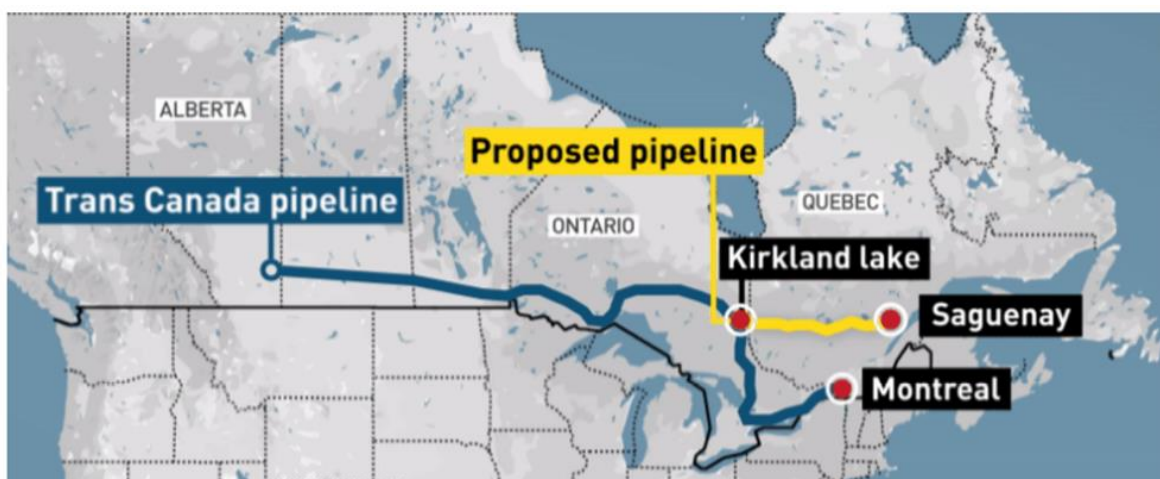 ALBERTA
Proposed pipeline
Trans Canada pipeline
QUEBEC
ONTARIO
Kirkland lake
Saguenay
Montreal